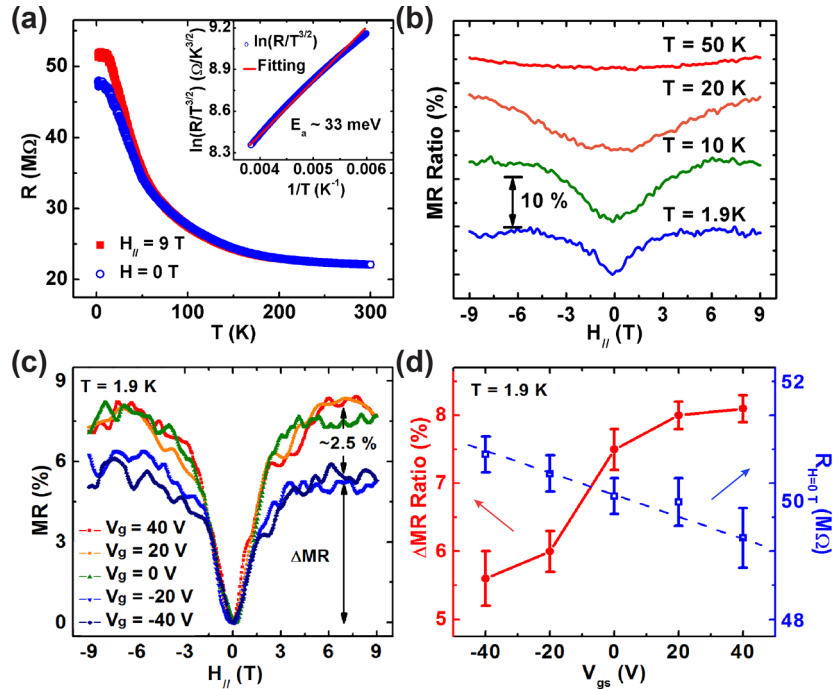 (a)
R (MΩ)
60
50
40
30
20
0
100
200
300
T (K)
H// = 9 T
H = 0 T
ln(R/T3/2) (Ω/K3/2)
9.2
8.9
8.6
8.3
0.004
0.005
0.006
1/T (K-1)
ln(R/T3/2)
Fitting
Ea ~ 33 meV
(b)
MR Ratio (%)
T = 50 K
T = 20 K
T = 10 K
10 %
T = 1.9K
-9
-6
-3
0
3
6
9
H// (T)
(c)
T = 1.9 K
MR (%)
9
6
3
0
~2.5 %
ΔMR
Vg = 40 V
Vg = 20 V
Vg = 0 V
Vg = -20 V
Vg = -40 V
-9
-6
-3
0
3
6
9
H// (T)
(d)
T = 1.9 K
ΔMR Ratio (%)
8
7
6
5
52
51
50
49
48
RH=0 T (MΩ)
-40
-20
0
20
40
Vgs (V)